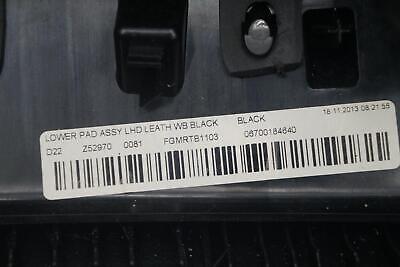 LOWER PAD ASSY LHD LEATH WB BLACK BLACK 18.11.2013 08:21:55
D22 Z52970 0081 FGMRTB1103 06700184640